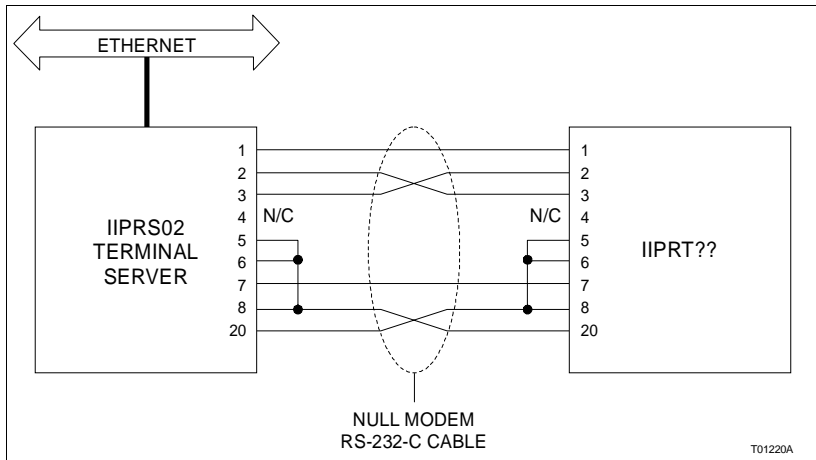 ETHERNET
IIPRS02
TERMINAL
SERVER
1
2
3
4
5
6
7
8
20
N/C
N/C
1
2
3
4
5
6
7
8
20
IIPRT??
NULL MODEM
RS-232-C CABLE
T01220A